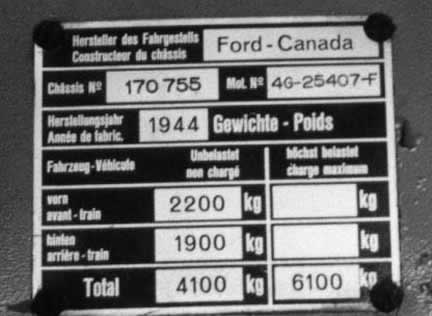 Hersteller des Fahrgestells Ford-Canada
Constructeur du châssis
Châssis Nº 170 755 Mot. Nº 4G-25407-F
Herstellungsjahr 1944 Gewichte - Poids
Année de fabric.
Fahrzeug-Véhicule Unbelastet höchst belastet
non chargé charge maximum
vorn 2200 kg kg
avant-train
hinten 1900 kg kg
arrière-train
Total 4100 kg 6100 kg